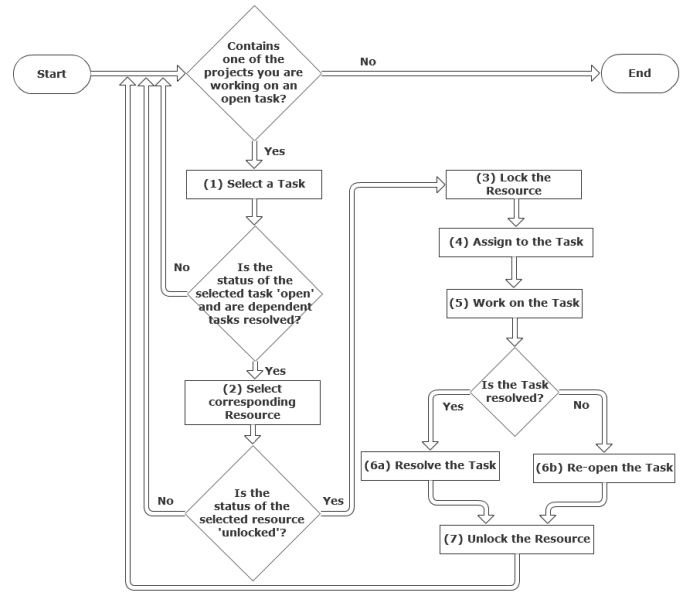 Start
Contains
one of the
projects you are
working on an
open task?
No
End
Yes
(1) Select a Task
No
Is the
status of the
selected task 'open'
and are dependent
tasks resolved?
Yes
(2) Select
corresponding
Resource
No
Is the
status of the
selected resource
'unlocked'?
Yes
(3) Lock the
Resource
(4) Assign to the Task
(5) Work on the Task
Is the Task
resolved?
Yes
No
(6a) Resolve the Task
(6b) Re-open the Task
(7) Unlock the Resource